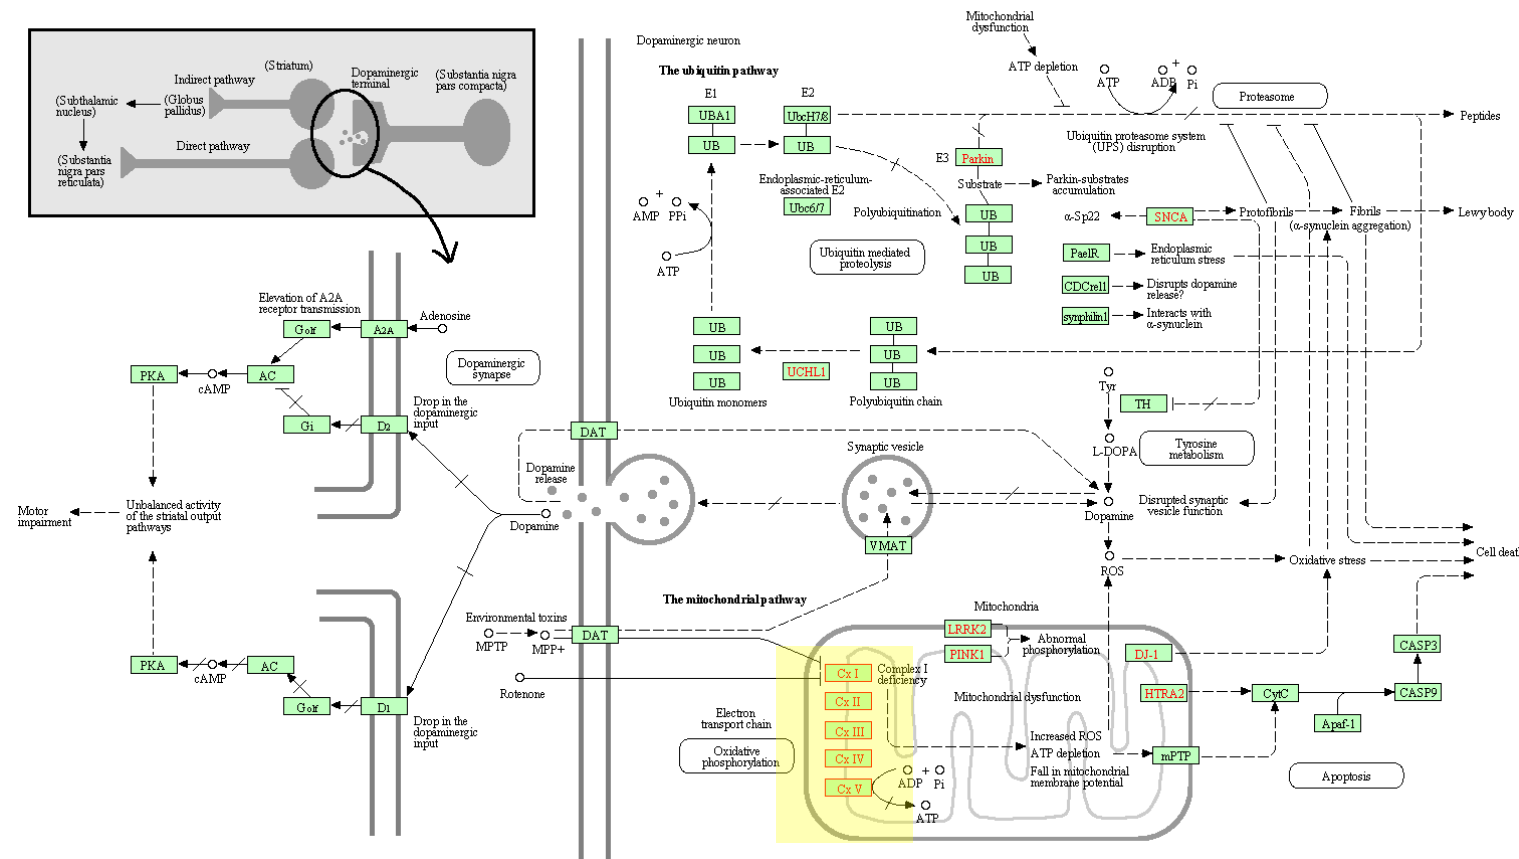 (Striatum)
Dopaminergic
terminal
(Substantia nigra
pars compacta)
Indirect pathway
(Subthalamic
nucleus)
(Globus
pallidus)
Direct pathway
(Substantia
nigra pars
reticulata)
Dopaminergic neuron
The ubiquitin pathway
E1
E2
UBA1
UbcH7/8
UB
UB
Endoplasmic-reticulum-
associated E2
Ubc6/7
Mitochondrial
dysfunction
ATP depletion
ATP
ADP
+
Pi
Proteasome
Peptides
Ubiquitin proteasome system
(UPS) disruption
E3
Parkin
Substrate
Parkin-substrates
accumulation
Polyubiquitination
UB
UB
UB
Ubiquitin mediated
proteolysis
+
AMP
PPi
ATP
α-Sp22
SNCA
Protofibrils
Fibrils
(α-synuclein aggregation)
Lewy body
PaelR
Endoplasmic
reticulum stress
CDCrel1
Disrupts dopamine
release?
synphilin1
Interacts with
α-synuclein
UB
UB
UB
Ubiquitin monomers
UCHL1
UB
UB
UB
Polyubiquitin chain
Elevation of A2A
receptor transmission
Golf
A2A
Adenosine
PKA
cAMP
AC
Dopaminergic
synapse
Gi
D2
Drop in the
dopaminergic
input
Tyr
TH
L-DOPA
Tyrosine
metabolism
DAT
Dopamine
release
Synaptic vesicle
Dopamine
Dopamine
Disrupted synaptic
vesicle function
VMAT
ROS
Oxidative stress
Cell deat
Motor
impairment
Unbalanced activity
of the striatal output
pathways
The mitochondrial pathway
Environmental toxins
MPTP
MPP+
DAT
Rotenone
PKA
cAMP
AC
Golf
D1
Drop in the
dopaminergic
input
Mitochondria
LRRK2
PINK1
Abnormal
phosphorylation
DJ-1
HTRA2
CytC
CASP3
CASP9
Apaf-1
mPTP
Apoptosis
Cx I
Complex I
deficiency
Cx II
Cx III
Cx IV
Cx V
Mitochondrial dysfunction
Electron
transport chain
Oxidative
phosphorylation
Increased ROS
ATP depletion
Fall in mitochondrial
membrane potential
+
ADP
Pi
ATP